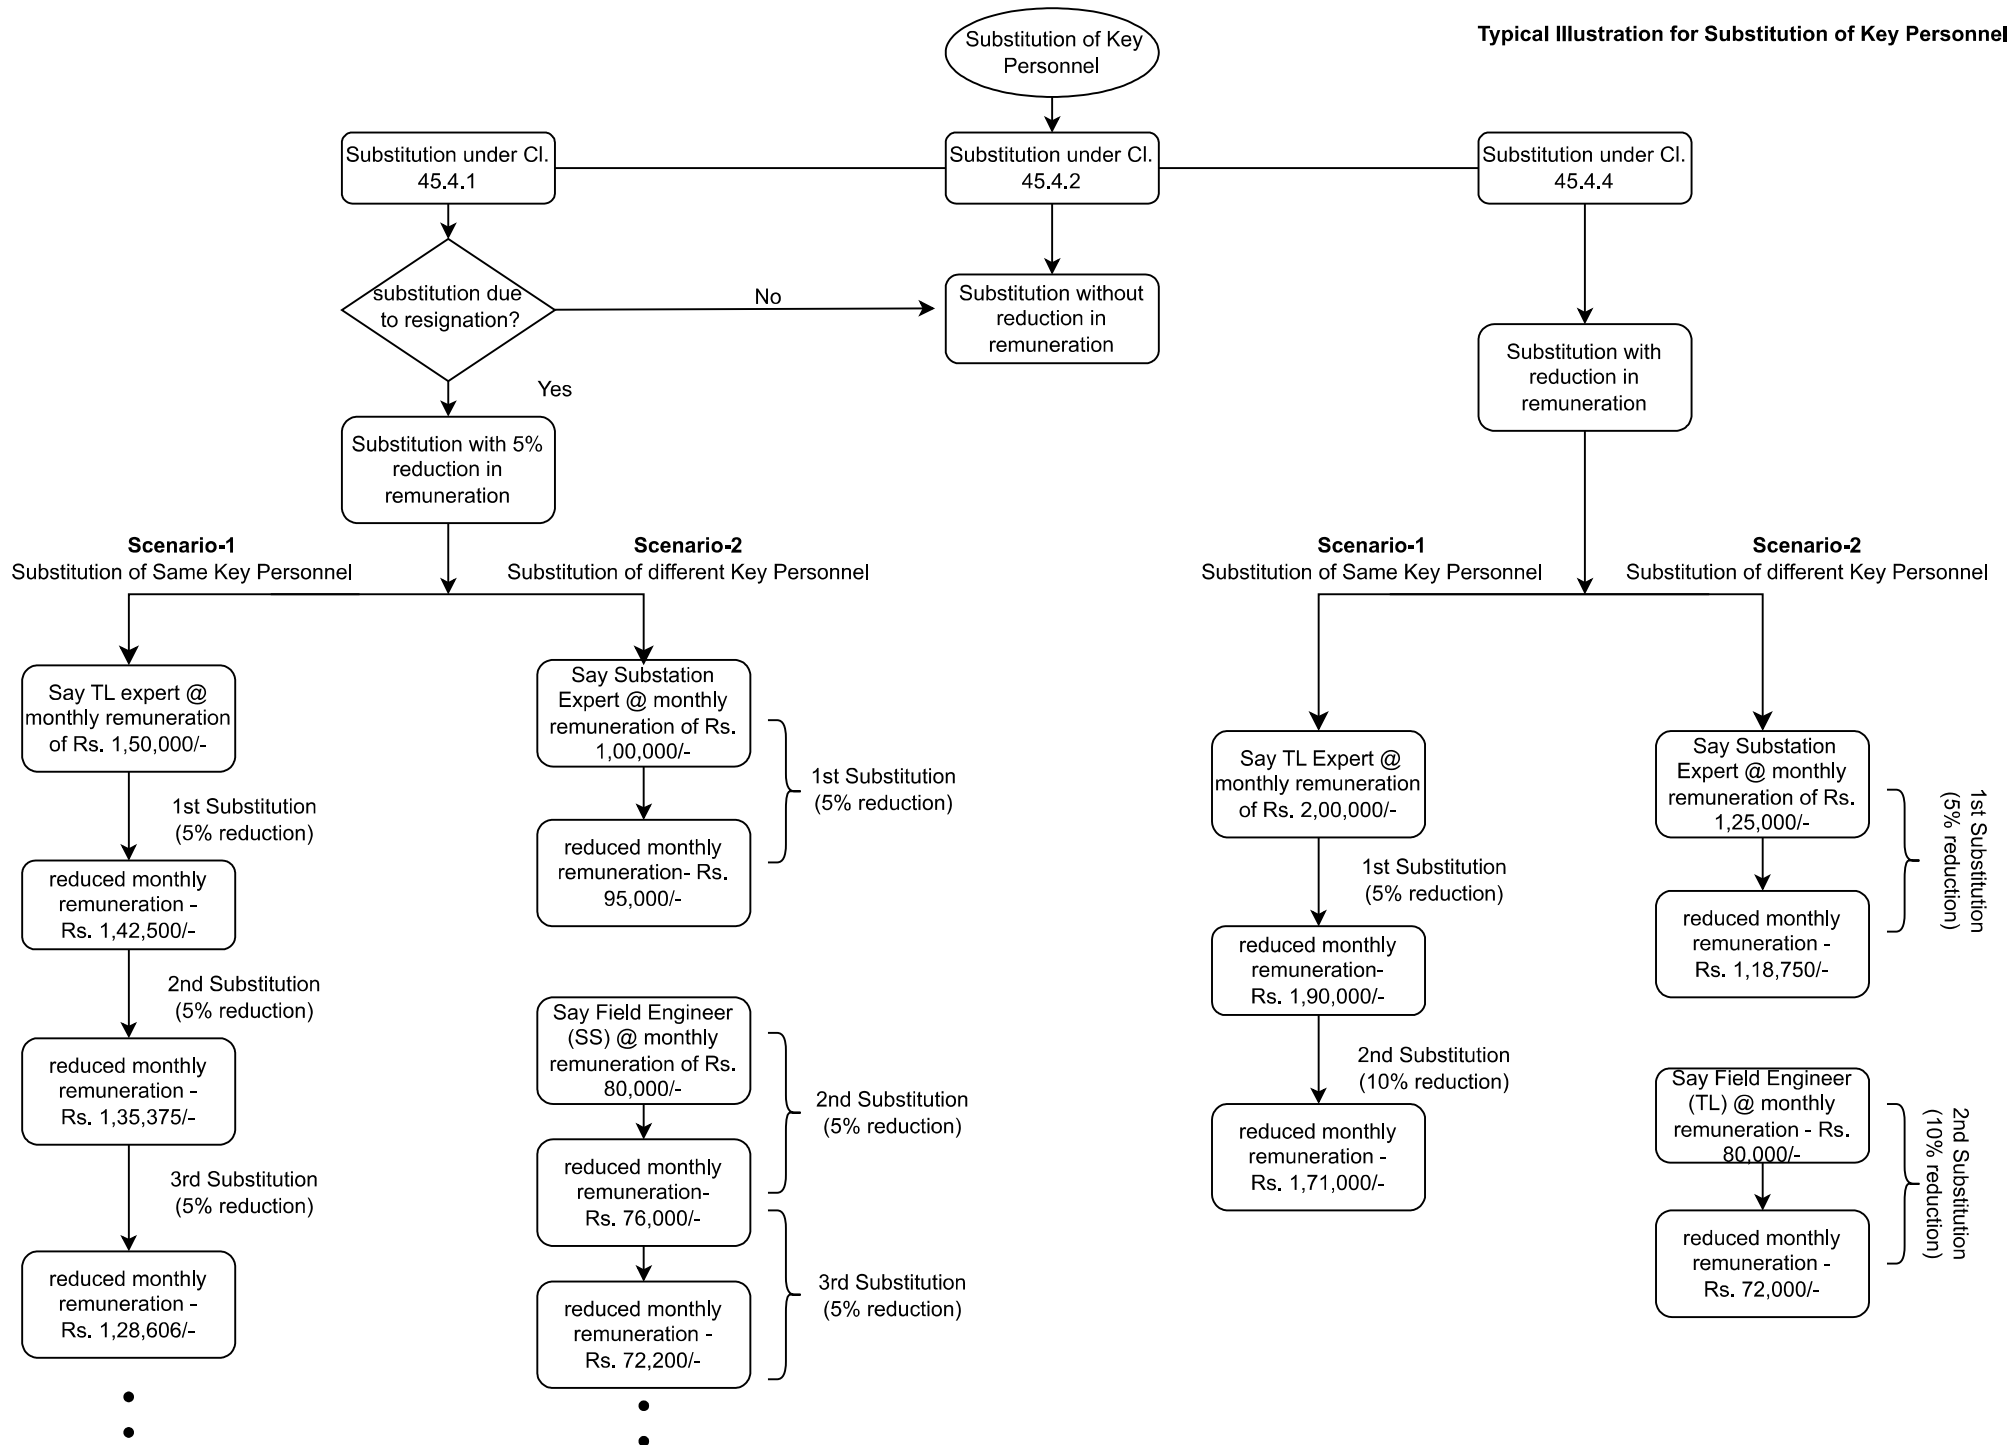 Typical Illustration for Substitution of Key Personnel
Substitution of Key
Personnel
Substitution under Cl.
45.4.1
Substitution under Cl.
45.4.2
Substitution under Cl.
45.4.4
substitution due
to resignation?
No
Yes
Substitution without
reduction in
remuneration
Substitution with
reduction in
remuneration
Substitution with 5%
reduction in
remuneration
Scenario-1
Substitution of Same Key Personnel
Scenario-2
Substitution of different Key Personnel
Say TL expert @
monthly remuneration
of Rs. 1,50,000/-
1st Substitution
(5% reduction)
reduced monthly
remuneration -
Rs. 1,42,500/-
2nd Substitution
(5% reduction)
reduced monthly
remuneration -
Rs. 1,35,375/-
3rd Substitution
(5% reduction)
reduced monthly
remuneration -
Rs. 1,28,606/-
Say Substation
Expert @ monthly
remuneration of Rs.
1,00,000/-
1st Substitution
(5% reduction)
reduced monthly
remuneration- Rs.
95,000/-
Say Field Engineer
(SS) @ monthly
remuneration of Rs.
80,000/-
2nd Substitution
(5% reduction)
reduced monthly
remuneration-
Rs. 76,000/-
3rd Substitution
(5% reduction)
reduced monthly
remuneration -
Rs. 72,200/-
Scenario-1
Substitution of Same Key Personnel
Scenario-2
Substitution of different Key Personnel
Say TL Expert @
monthly remuneration
of Rs. 2,00,000/-
1st Substitution
(5% reduction)
reduced monthly
remuneration-
Rs. 1,90,000/-
2nd Substitution
(10% reduction)
reduced monthly
remuneration -
Rs. 1,71,000/-
Say Substation
Expert @ monthly
remuneration of Rs.
1,25,000/-
1st Substitution
(5% reduction)
reduced monthly
remuneration -
Rs. 1,18,750/-
Say Field Engineer
(TL) @ monthly
remuneration - Rs.
80,000/-
2nd Substitution
(10% reduction)
reduced monthly
remuneration -
Rs. 72,000/-